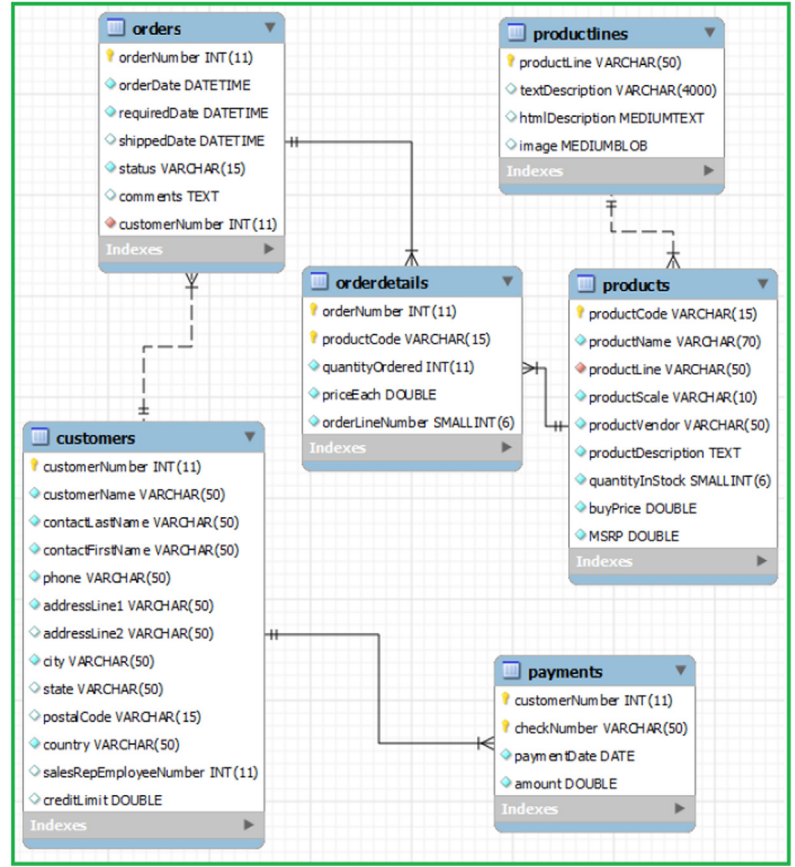 orders
orderNumber INT(11)
orderDate DATETIME
requiredDate DATETIME
shippedDate DATETIME
status VARCHAR(15)
comments TEXT
customerNumber INT(11)
Indexes
productlines
productLine VARCHAR(50)
textDescription VARCHAR(4000)
htmlDescription MEDIUMTEXT
image MEDIUMBLOB
Indexes
orderdetails
orderNumber INT(11)
productCode VARCHAR(15)
quantityOrdered INT(11)
priceEach DOUBLE
orderLineNumber SMALLINT(6)
Indexes
products
productCode VARCHAR(15)
productName VARCHAR(70)
productLine VARCHAR(50)
productScale VARCHAR(10)
productVendor VARCHAR(50)
productDescription TEXT
quantityInStock SMALLINT(6)
buyPrice DOUBLE
MSRP DOUBLE
Indexes
customers
customerNumber INT(11)
customerName VARCHAR(50)
contactLastName VARCHAR(50)
contactFirstName VARCHAR(50)
phone VARCHAR(50)
addressLine1 VARCHAR(50)
addressLine2 VARCHAR(50)
city VARCHAR(50)
state VARCHAR(50)
postalCode VARCHAR(15)
country VARCHAR(50)
salesRepEmployeeNumber INT(11)
creditLimit DOUBLE
Indexes
payments
customerNumber INT(11)
checkNumber VARCHAR(50)
paymentDate DATE
amount DOUBLE
Indexes